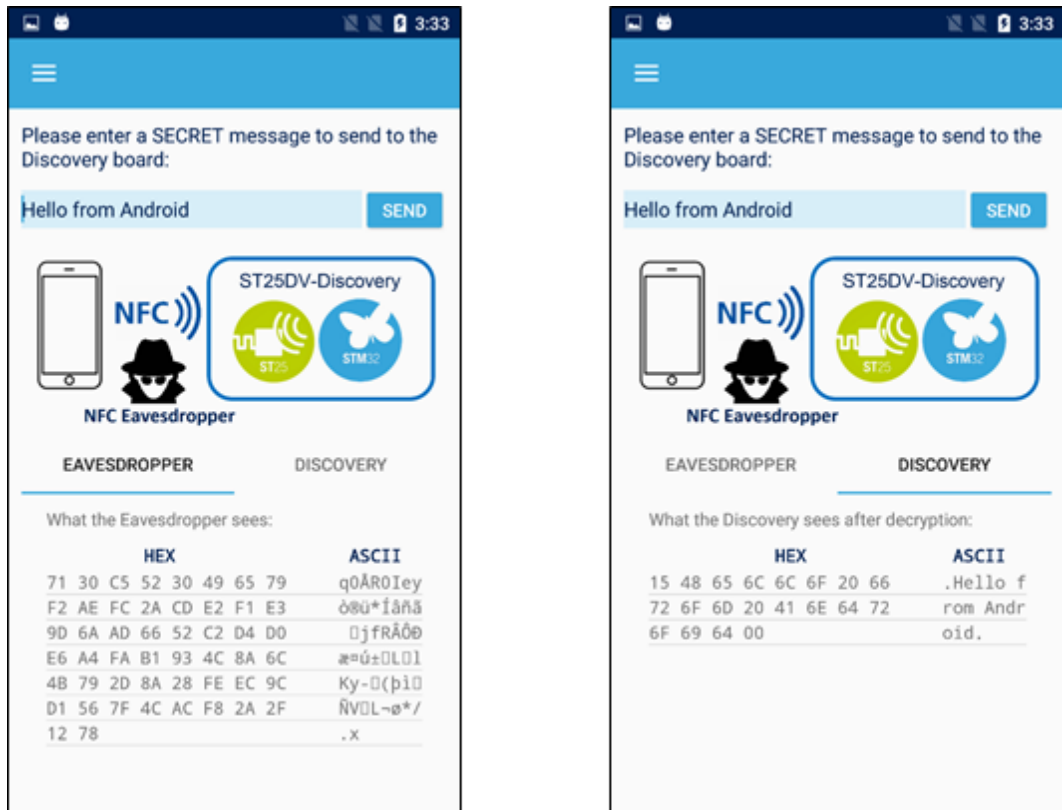 3:33
Please enter a SECRET message to send to the
Discovery board:
Hello from Android
SEND
ST25DV-Discovery
NFC
ST25
STM32
NFC Eavesdropper
EAVESDROPPER DISCOVERY
What the Eavesdropper sees:
HEX ASCII
71 30 C5 52 30 49 65 79 q0ÅR0Iey
F2 AE FC 2A CD E2 F1 E3 ò®ü*Íâñã
9D 6A AD 66 52 C2 D4 D0 ▯jfRÂÔÐ
E6 A4 FA B1 93 4C 8A 6C æ¤ú±▯L▯l
4B 79 2D 8A 28 FE EC 9C Ky-▯(þì▯
D1 56 7F 4C AC F8 2A 2F ÑV▯L¬ø*/
12 78 .x
3:33
Please enter a SECRET message to send to the
Discovery board:
Hello from Android
SEND
ST25DV-Discovery
NFC
ST25
STM32
NFC Eavesdropper
EAVESDROPPER DISCOVERY
What the Discovery sees after decryption:
HEX ASCII
15 48 65 6C 6C 6F 20 66 .Hello f
72 6F 6D 20 41 6E 64 72 rom Andr
6F 69 64 00 oid.